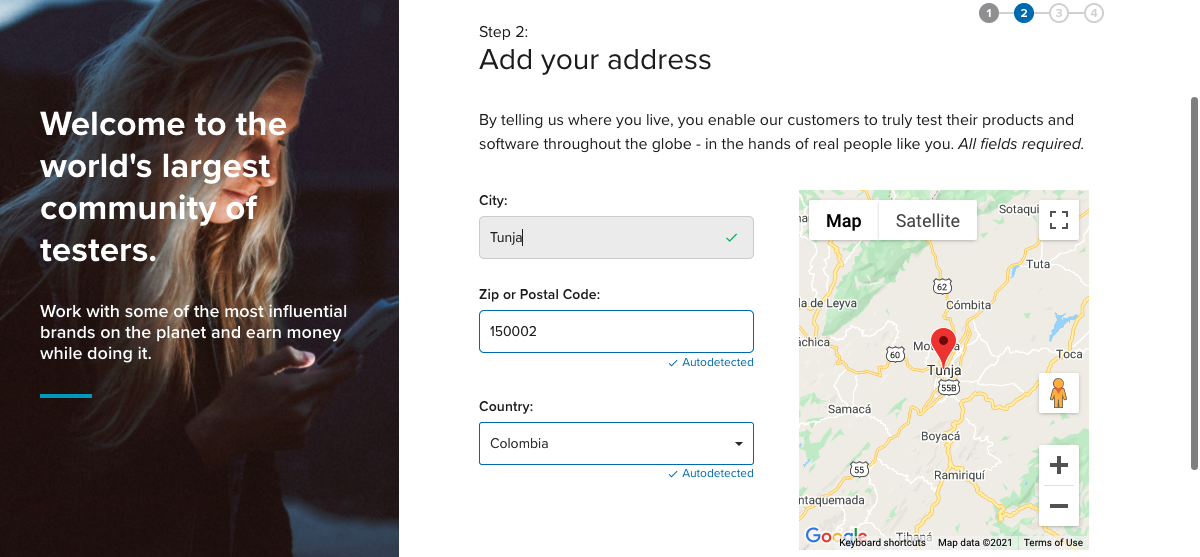 Welcome to the
world's largest
community of
testers.
Work with some of the most influential
brands on the planet and earn money
while doing it.
1 2 3 4
Step 2:
Add your address
By telling us where you live, you enable our customers to truly test their products and
software throughout the globe - in the hands of real people like you. All fields required.
City:
Tunja
Zip or Postal Code:
150002
Autodetected
Country:
Colombia
Autodetected
Map Satellite
Sotaqui
Tuta
62
la de Leyva
Cómbita
áchica
60
Toca
Tunja
55B
Samacá
Boyacá
55
Ramiriquí
ntaquemada
Google
Keyboard shortcuts Map data ©2021 Terms of Use